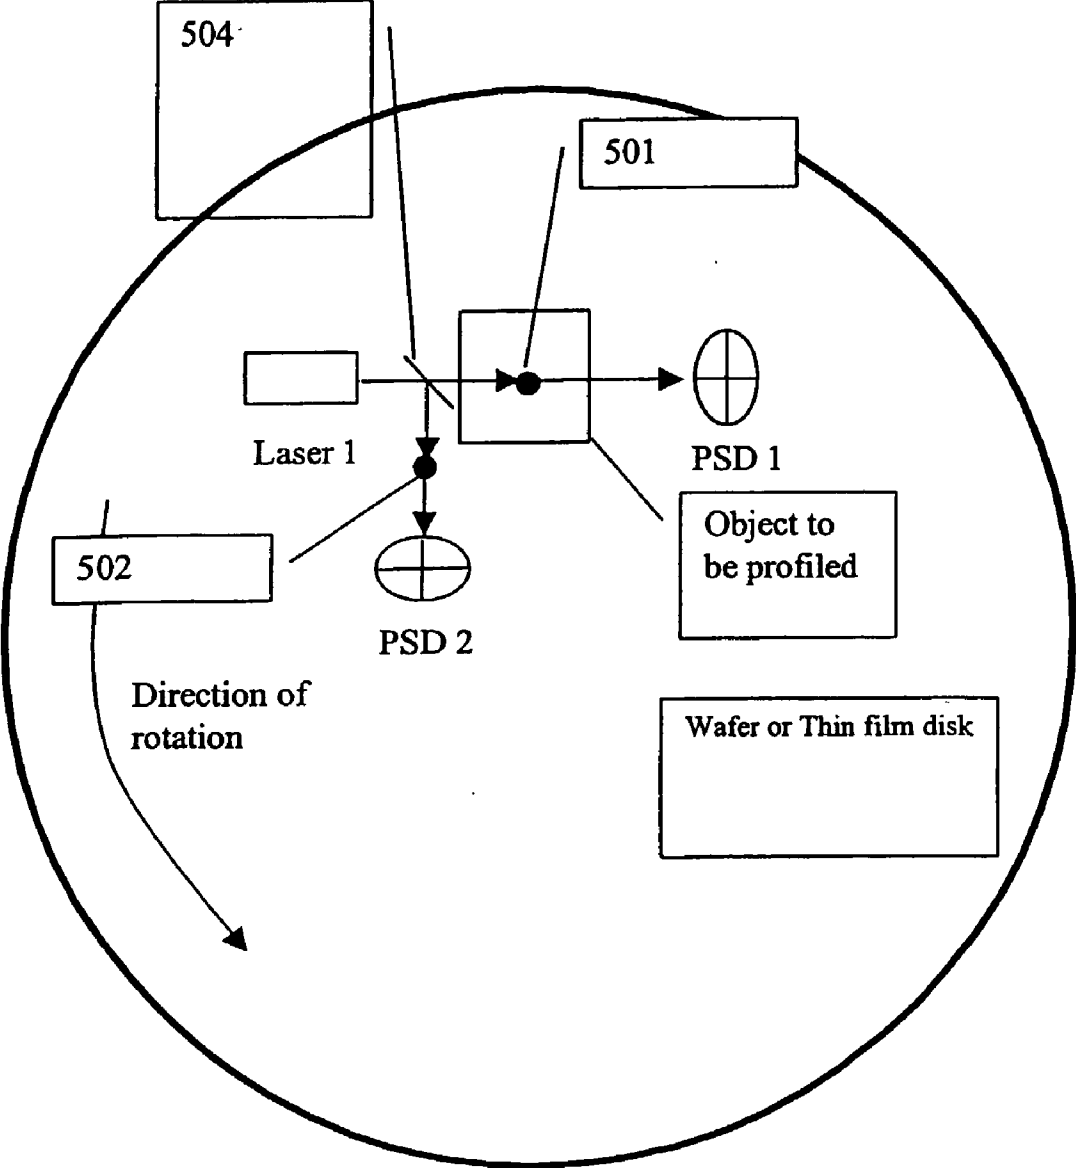 504
501
Laser 1
PSD 1
Object to
be profiled
502
PSD 2
Direction of
rotation
Wafer or Thin film disk